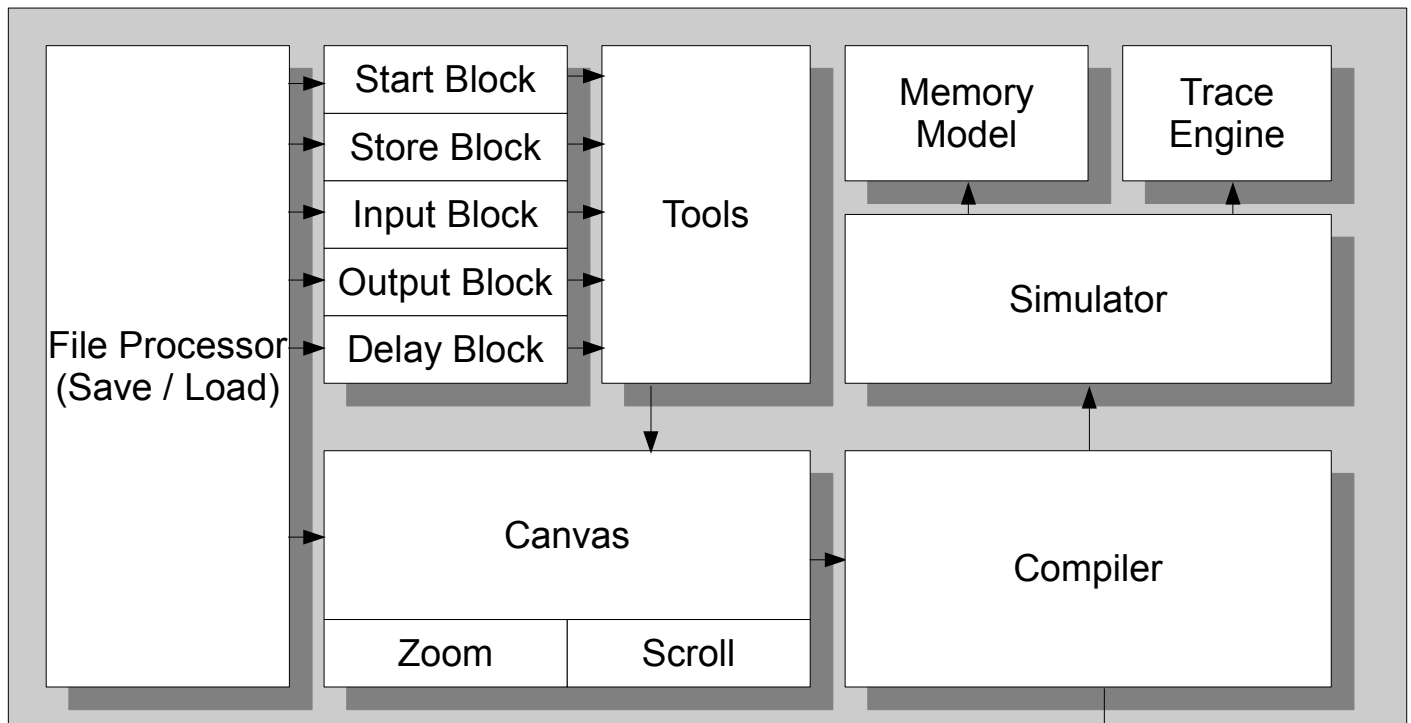 Start Block
Store Block
Input Block
Output Block
Delay Block
File Processor
(Save / Load)
Tools
Memory
Model
Trace
Engine
Simulator
Canvas
Zoom
Scroll
Compiler